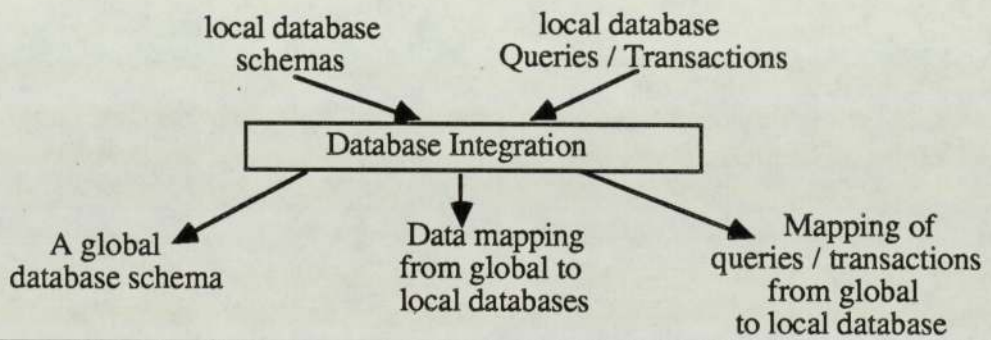 local database
schemas
local database
Queries / Transactions
Database Integration
A global
database schema
Data mapping
from global to
local databases
Mapping of
queries / transactions
from global
to local database